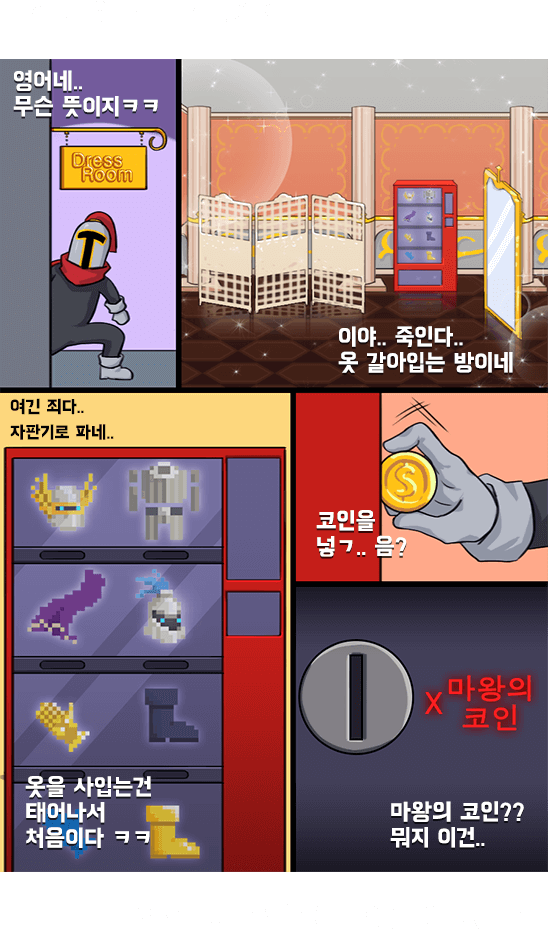 영어네..
무슨 뜻이지ㅋㅋ
Dress
Room
이야.. 죽인다..
옷 갈아입는 방이네
여긴 죄다..
자판기로 파네..
코인을
넣ㄱ.. 음?
X 마왕의
코인
옷을 사입는건
태어나서
처음이다 ㅋㅋ
마왕의 코인??
뭐지 이건..